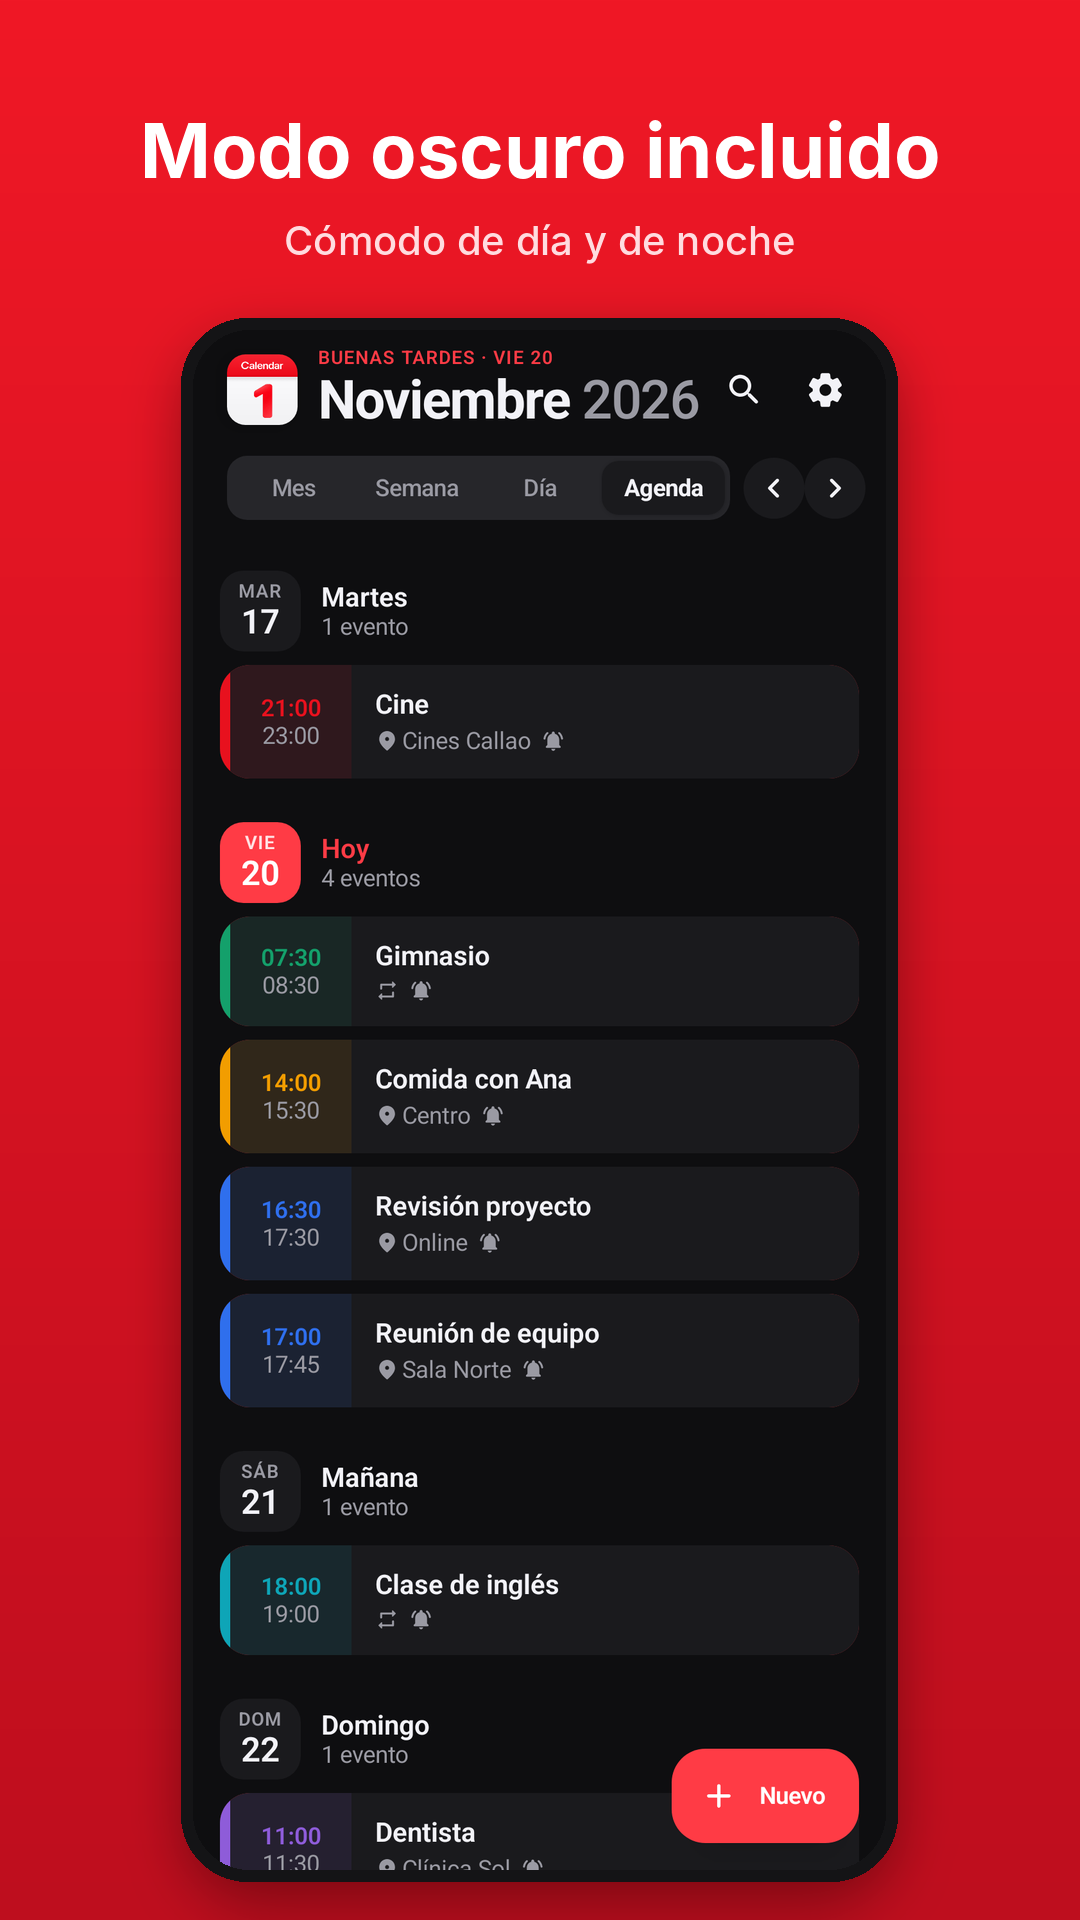 Modo oscuro incluido
Cómodo de día y de noche
Calendar
1
BUENAS TARDES · VIE 20
Noviembre 2026
Mes Semana Día Agenda
MAR
17
Martes
1 evento
21:00
23:00
Cine
Cines Callao
VIE
20
Hoy
4 eventos
07:30
08:30
Gimnasio
14:00
15:30
Comida con Ana
Centro
16:30
17:30
Revisión proyecto
Online
17:00
17:45
Reunión de equipo
Sala Norte
SÁB
21
Mañana
1 evento
18:00
19:00
Clase de inglés
DOM
22
Domingo
1 evento
11:00
11:30
Dentista
Clínica Sol
Nuevo